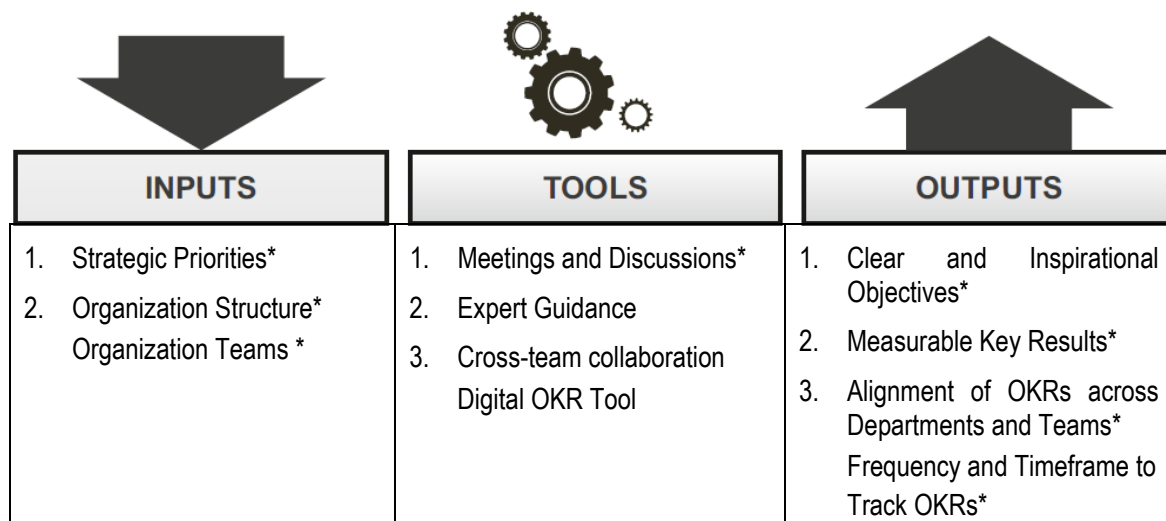 INPUTS
TOOLS
OUTPUTS
1. Strategic Priorities*
2. Organization Structure*
Organization Teams *
1. Meetings and Discussions*
2. Expert Guidance
3. Cross-team collaboration
Digital OKR Tool
1. Clear and Inspirational
Objectives*
2. Measurable Key Results*
3. Alignment of OKRs across
Departments and Teams*
Frequency and Timeframe to
Track OKRs*